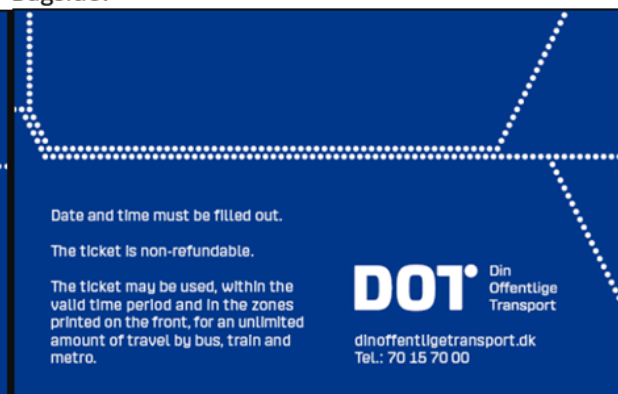 Date and time must be filled out.
The ticket is non-refundable.
The ticket may be used, within the
valid time period and in the zones
printed on the front, for an unlimited
amount of travel by bus, train and
metro.
DOT
Din
Offentlige
Transport
dinoffentligetransport.dk
Tel.: 70 15 70 00